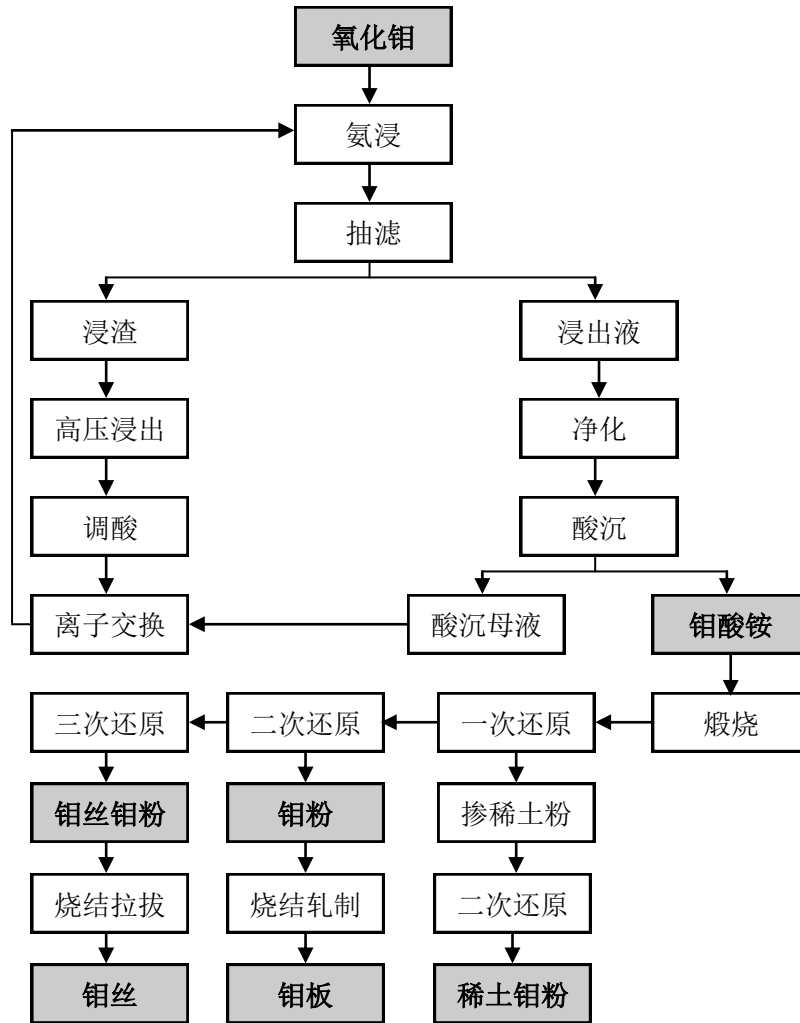 氧化钼
氨浸
抽滤
浸渣
浸出液
高压浸出
净化
调酸
酸沉
离子交换
酸沉母液
钼酸铵
三次还原
二次还原
一次还原
煅烧
钼丝钼粉
钼粉
掺稀土粉
烧结拉拔
烧结轧制
二次还原
钼丝
钼板
稀土钼粉